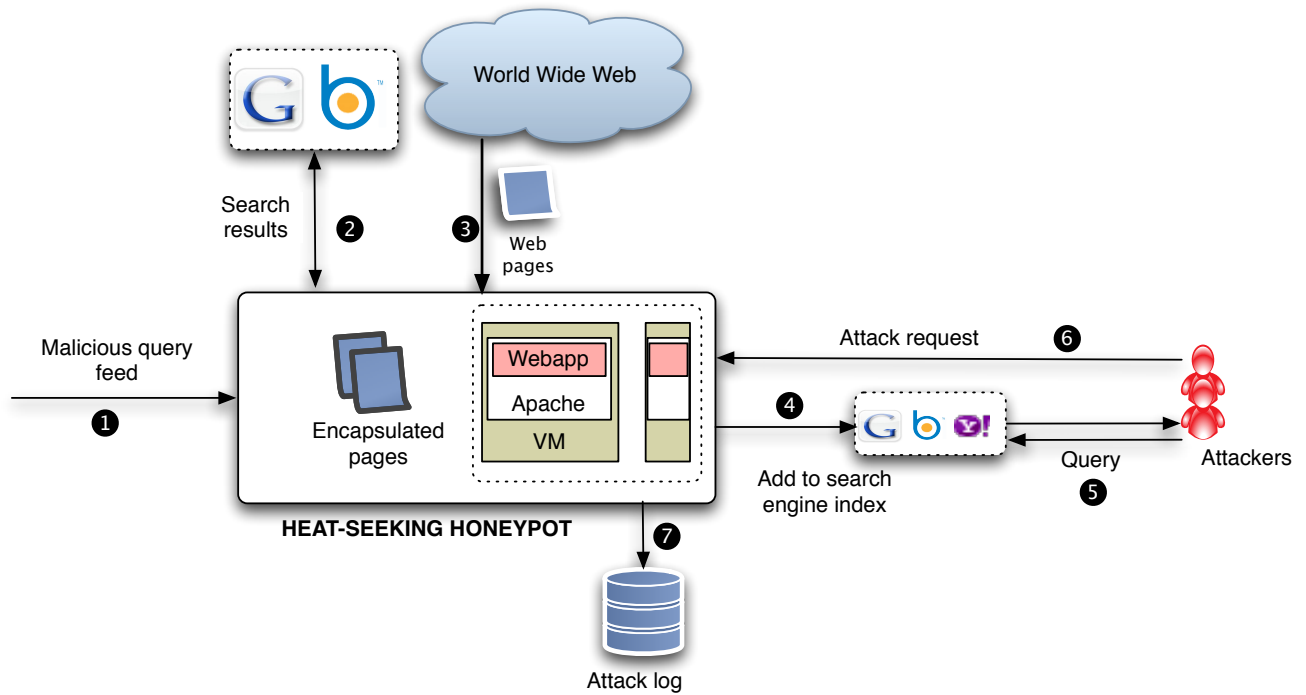 G b ™
World Wide Web
Search
results
2
3
Web
pages
Malicious query
feed
1
Encapsulated
pages
Webapp
Apache
VM
HEAT-SEEKING HONEYPOT
Attack request
6
4
G b Y!
Add to search
engine index
Query
5
Attackers
7
Attack log